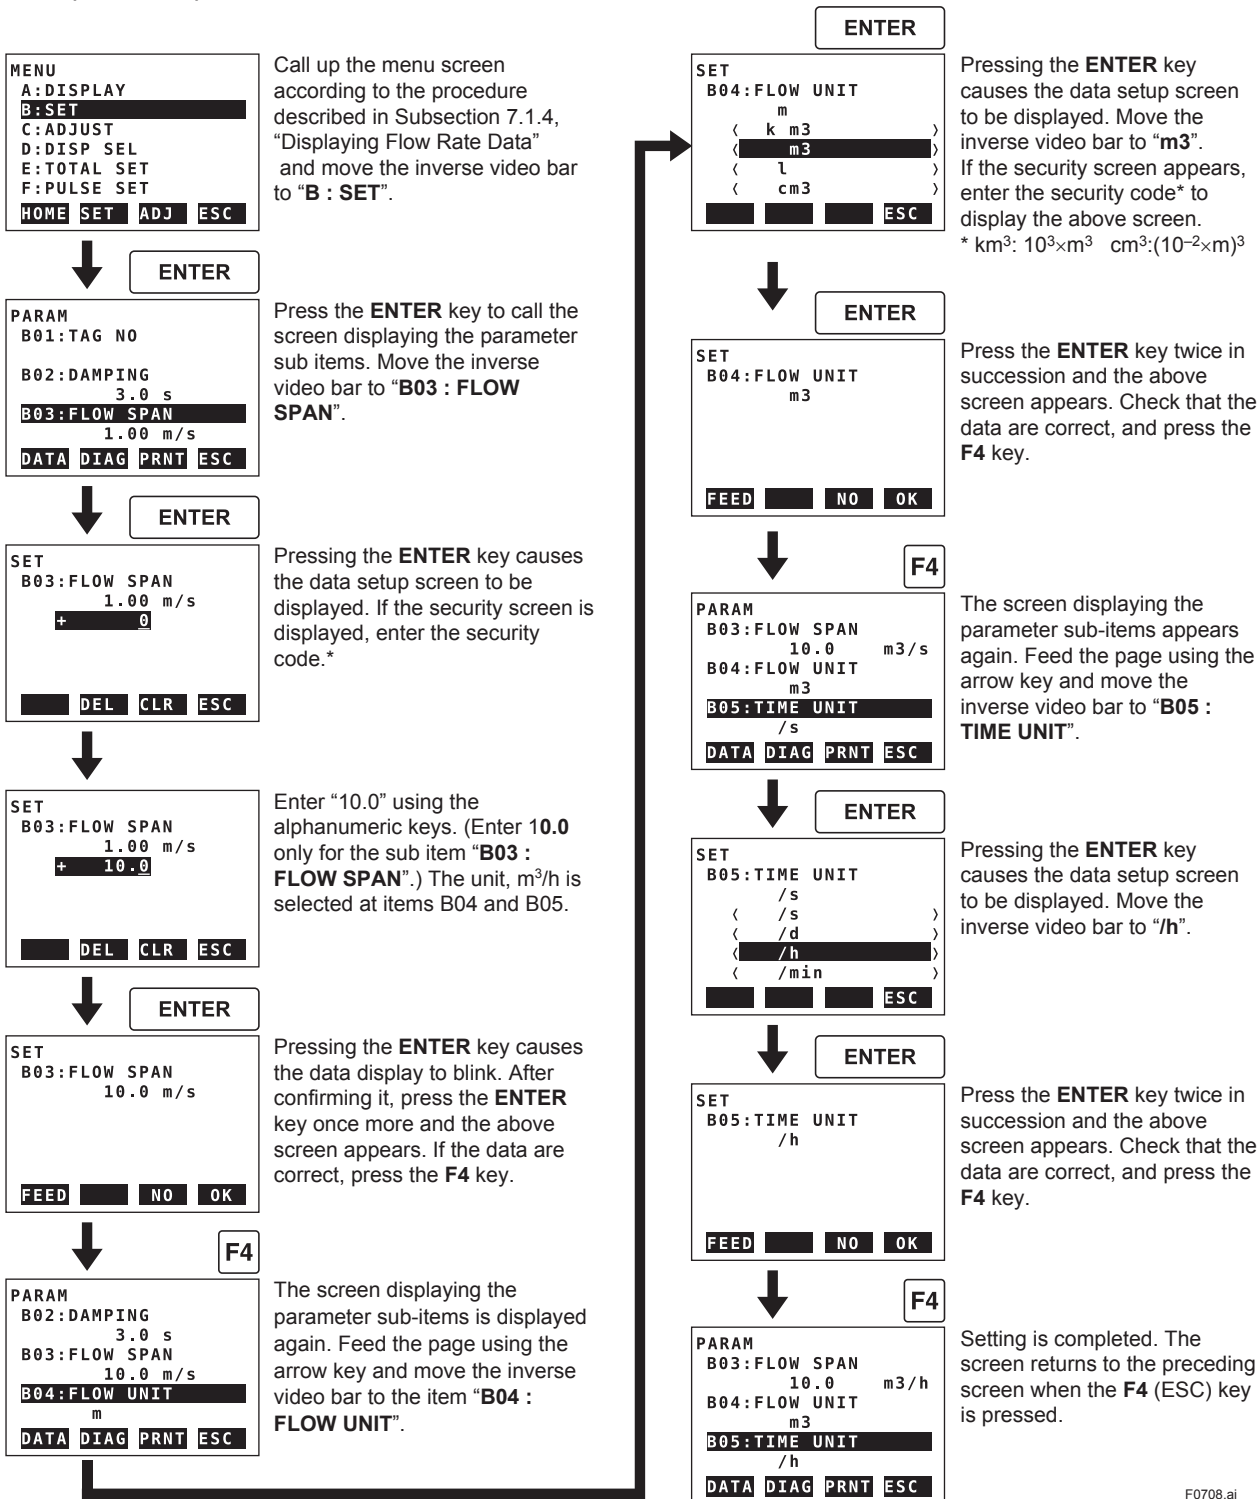 MENU
A:DISPLAY
B:SET
C:ADJUST
D:DISP SEL
E:TOTAL SET
F:PULSE SET
HOME SET ADJ ESC
Call up the menu screen
according to the procedure
described in Subsection 7.1.4,
“Displaying Flow Rate Data”
and move the inverse video bar
to “B : SET”.
ENTER
PARAM
B01:TAG NO
B02:DAMPING
3.0 s
B03:FLOW SPAN
1.00 m/s
DATA DIAG PRNT ESC
Press the ENTER key to call the
screen displaying the parameter
sub items. Move the inverse
video bar to “B03 : FLOW
SPAN”.
ENTER
SET
B03:FLOW SPAN
1.00 m/s
+ 0
DEL CLR ESC
Pressing the ENTER key causes
the data setup screen to be
displayed. If the security screen is
displayed, enter the security
code.*
SET
B03:FLOW SPAN
1.00 m/s
+ 10.0
DEL CLR ESC
Enter “10.0” using the
alphanumeric keys. (Enter 10.0
only for the sub item “B03 :
FLOW SPAN”.) The unit, m³/h is
selected at items B04 and B05.
ENTER
SET
B03:FLOW SPAN
10.0 m/s
FEED NO OK
Pressing the ENTER key causes
the data display to blink. After
confirming it, press the ENTER
key once more and the above
screen appears. If the data are
correct, press the F4 key.
F4
PARAM
B02:DAMPING
3.0 s
B03:FLOW SPAN
10.0 m/s
B04:FLOW UNIT
m
DATA DIAG PRNT ESC
The screen displaying the
parameter sub-items is displayed
again. Feed the page using the
arrow key and move the inverse
video bar to the item “B04 :
FLOW UNIT”.
ENTER
SET
B04:FLOW UNIT
m
⟨ k m3 ⟩
⟨ m3 ⟩
⟨ l ⟩
⟨ cm3 ⟩
ESC
Pressing the ENTER key
causes the data setup screen
to be displayed. Move the
inverse video bar to “m3”.
If the security screen appears,
enter the security code* to
display the above screen.
* km³: 10³×m³ cm³:(10⁻²×m)³
ENTER
SET
B04:FLOW UNIT
m3
FEED NO OK
Press the ENTER key twice in
succession and the above
screen appears. Check that the
data are correct, and press the
F4 key.
F4
PARAM
B03:FLOW SPAN
10.0 m3/s
B04:FLOW UNIT
m3
B05:TIME UNIT
/s
DATA DIAG PRNT ESC
The screen displaying the
parameter sub-items appears
again. Feed the page using the
arrow key and move the
inverse video bar to “B05 :
TIME UNIT”.
ENTER
SET
B05:TIME UNIT
/s
⟨ /s ⟩
⟨ /d ⟩
⟨ /h ⟩
⟨ /min ⟩
ESC
Pressing the ENTER key
causes the data setup screen
to be displayed. Move the
inverse video bar to “/h”.
ENTER
SET
B05:TIME UNIT
/h
FEED NO OK
Press the ENTER key twice in
succession and the above
screen appears. Check that the
data are correct, and press the
F4 key.
F4
PARAM
B03:FLOW SPAN
10.0 m3/h
B04:FLOW UNIT
m3
B05:TIME UNIT
/h
DATA DIAG PRNT ESC
Setting is completed. The
screen returns to the preceding
screen when the F4 (ESC) key
is pressed.
F0708.ai